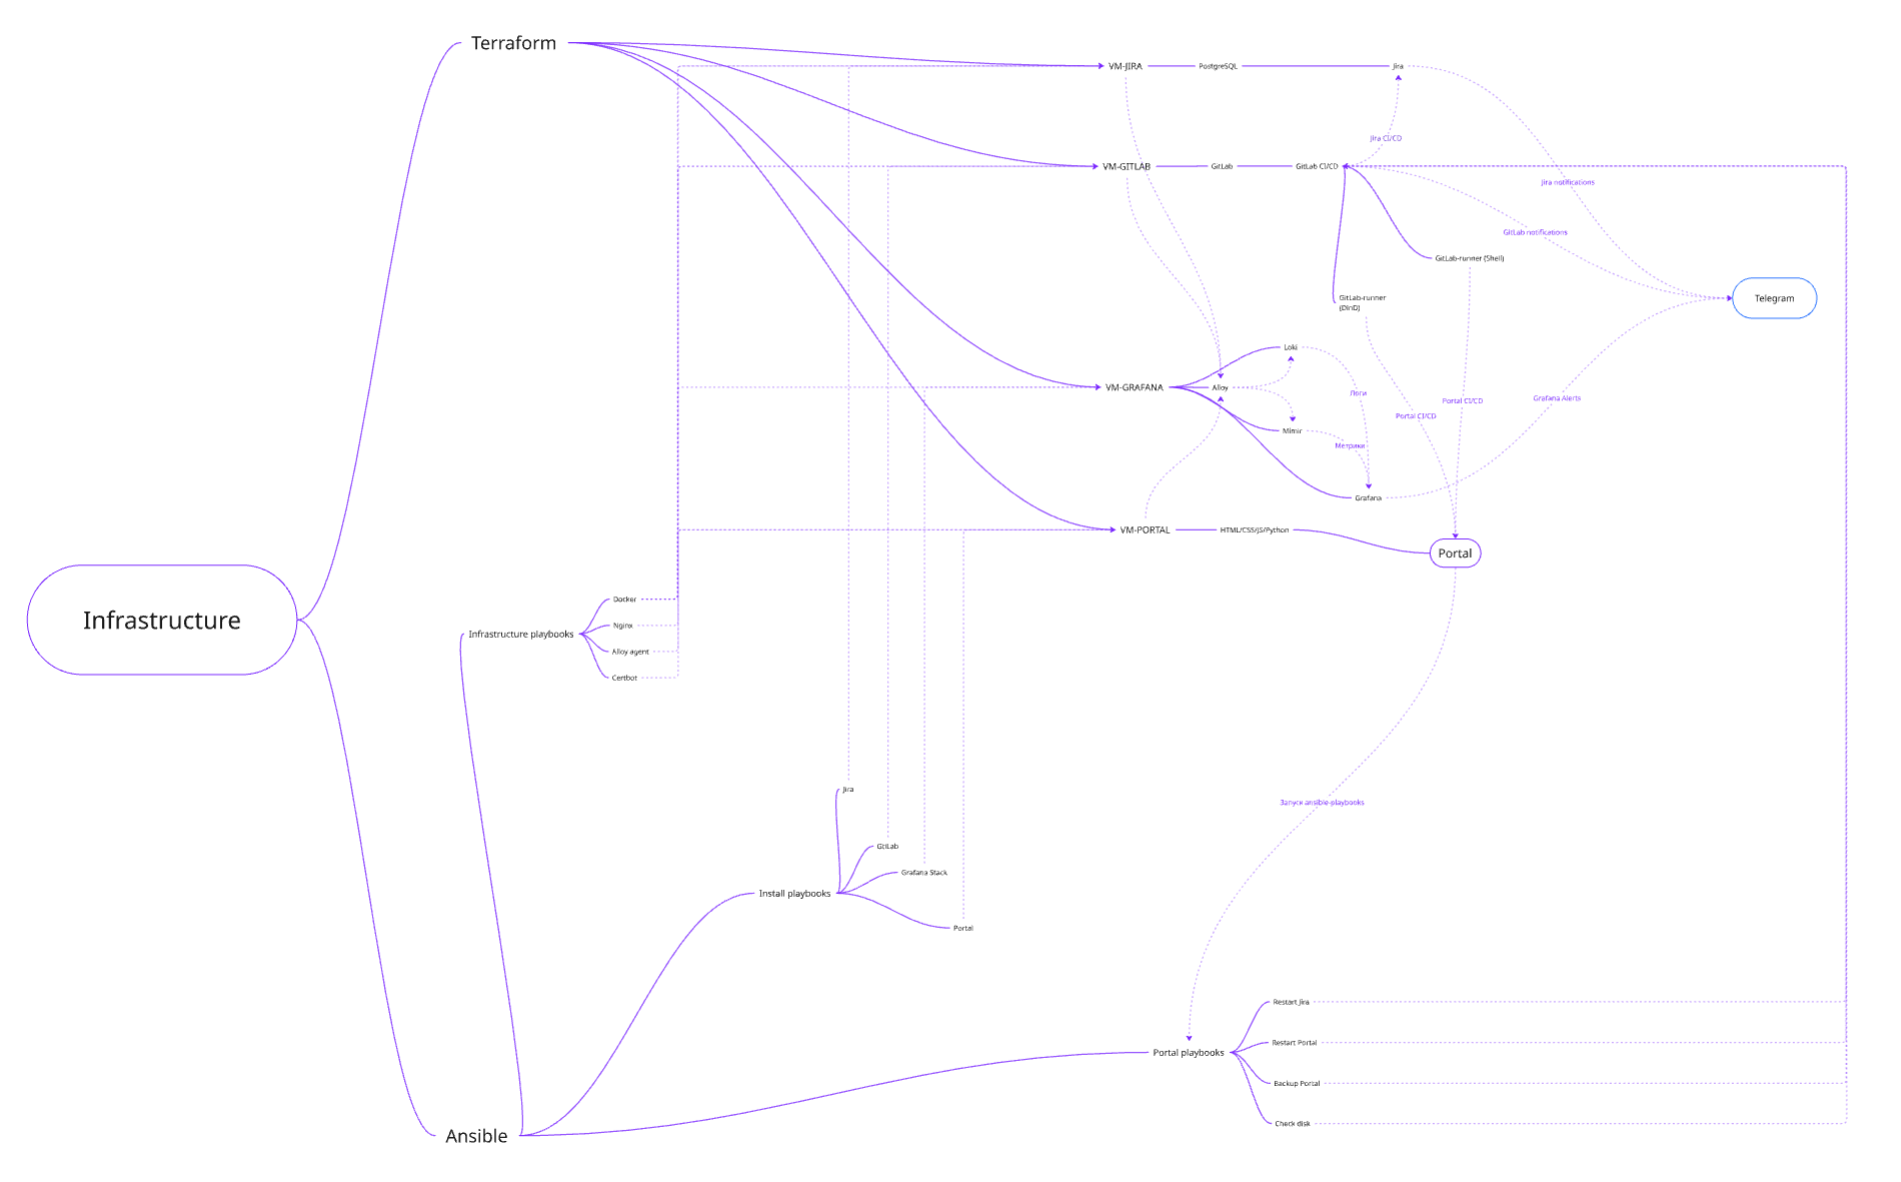 Terraform
VM-JIRA
PostgreSQL
Jira
Jira CI/CD
VM-GITLAB
GitLab
GitLab CI/CD
Jira notifications
GitLab notifications
GitLab-runner (Shell)
GitLab-runner
(DinD)
Telegram
Loki
VM-GRAFANA
Alloy
Логи
Portal CI/CD
Grafana Alerts
Portal CI/CD
Mimir
Метрики
Grafana
VM-PORTAL
HTML/CSS/JS/Python
Portal
Infrastructure
Docker
Nginx
Infrastructure playbooks
Alloy agent
Certbot
Jira
Запуск ansible-playbooks
GitLab
Grafana Stack
Install playbooks
Portal
Restart Jira
Restart Portal
Portal playbooks
Backup Portal
Check disk
Ansible